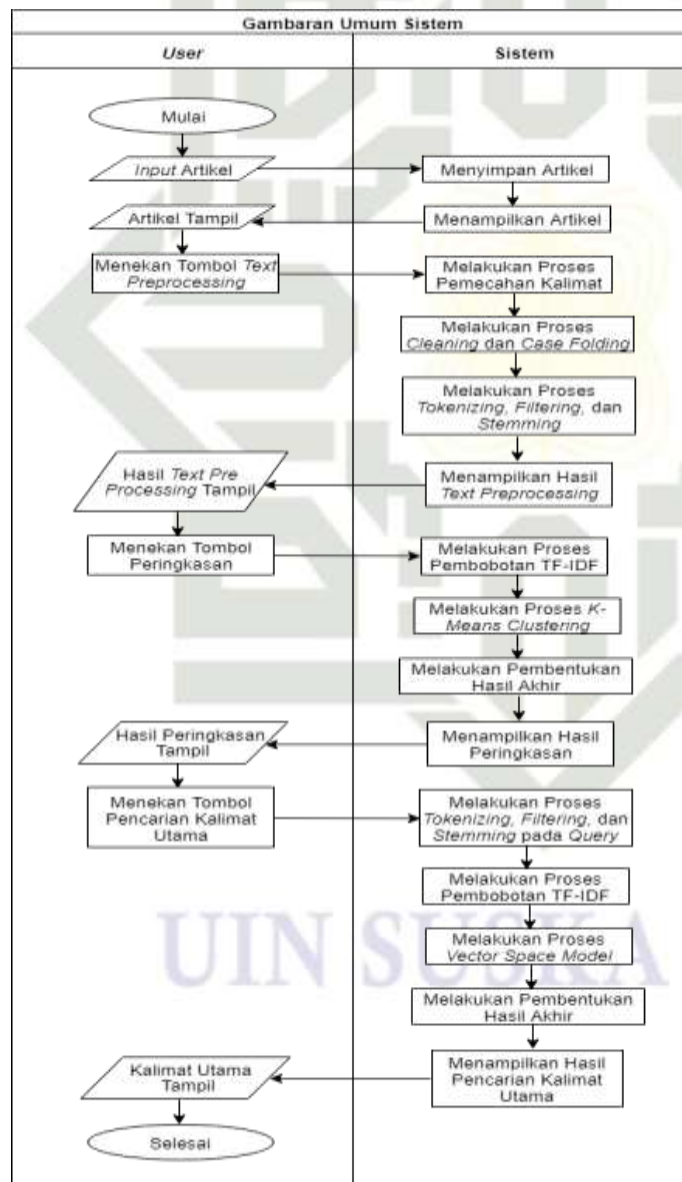 Gambaran Umum Sistem
User
Sistem
Mulai
Input Artikel
Menyimpan Artikel
Artikel Tampil
Menampilkan Artikel
Menekan Tombol Text
Preprocessing
Melakukan Proses
Pemecahan Kalimat
Melakukan Proses
Cleaning dan Case Folding
Melakukan Proses
Tokenizing, Filtering, dan
Stemming
Hasil Text Pre
Processing Tampil
Menampilkan Hasil
Text Preprocessing
Menekan Tombol
Peringkasan
Melakukan Proses
Pembobotan TF-IDF
Melakukan Proses K-
Means Clustering
Melakukan Pembentukan
Hasil Akhir
Hasil Peringkasan
Tampil
Menampilkan Hasil
Peringkasan
Menekan Tombol
Pencarian Kalimat
Utama
Melakukan Proses
Tokenizing, Filtering, dan
Stemming pada Query
Melakukan Proses
Pembobotan TF-IDF
Melakukan Proses
Vector Space Model
UIN SUSKA
Melakukan Pembentukan
Hasil Akhir
Kalimat Utama
Tampil
Menampilkan Hasil
Pencarian Kalimat
Utama
Selesai